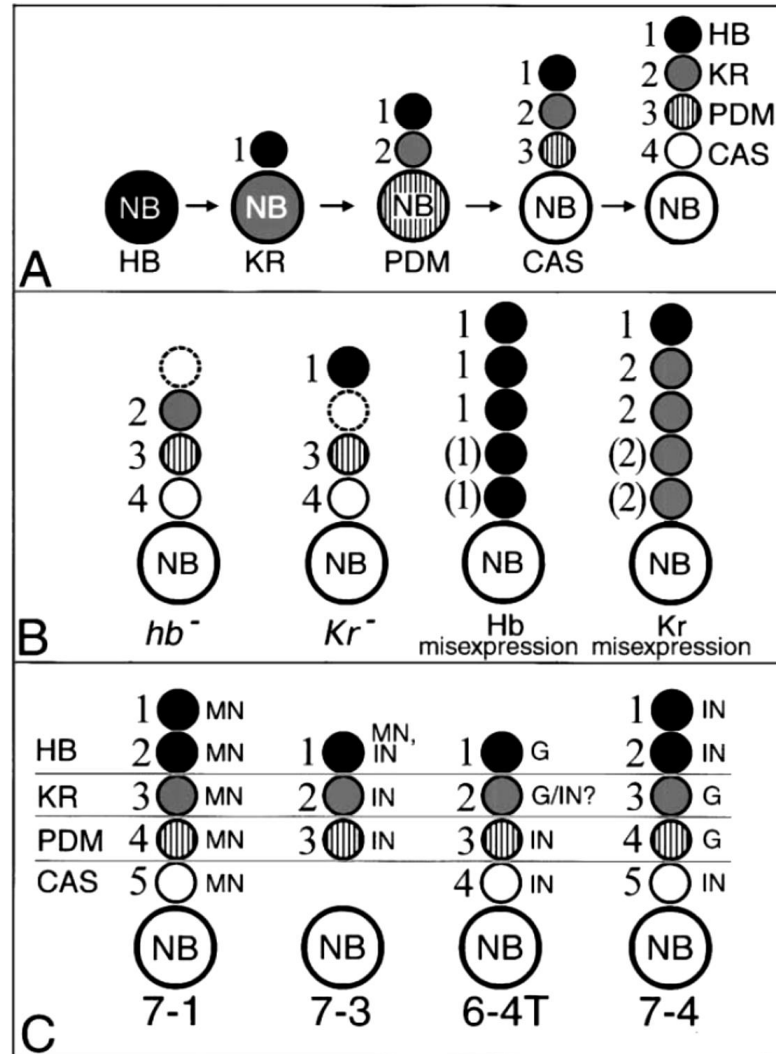 1 HB
1 2 KR
1 2 3 PDM
1 2 3 4 CAS
NB → NB → NB → NB → NB
HB KR PDM CAS
A
1 1
1 1 2
2 1 2
3 3 (1) (2)
4 4 (1) (2)
NB NB NB NB
hb⁻ Kr⁻ Hb misexpression Kr misexpression
B
1 MN 1 IN
HB 2 MN 1 MN, IN 1 G 2 IN
KR 3 MN 2 IN 2 G/IN? 3 G
PDM 4 MN 3 IN 3 IN 4 G
CAS 5 MN 4 IN 5 IN
NB NB NB NB
7-1 7-3 6-4T 7-4
C